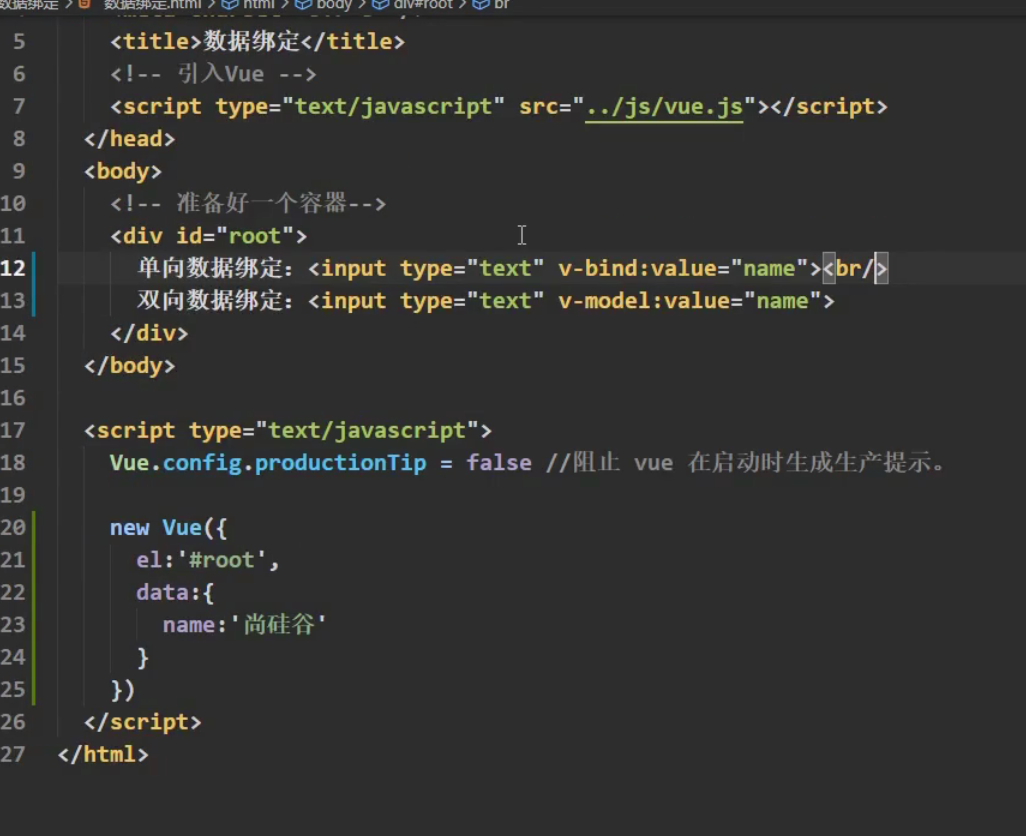 数据绑定 > 数据绑定.html > html > body > div#root > br
5 <title>数据绑定</title>
6 <!-- 引入Vue -->
7 <script type="text/javascript" src="../js/vue.js"></script>
8 </head>
9 <body>
10 <!-- 准备好一个容器-->
11 <div id="root">
12 单向数据绑定：<input type="text" v-bind:value="name"><br/>
13 双向数据绑定：<input type="text" v-model:value="name">
14 </div>
15 </body>
16
17 <script type="text/javascript">
18 Vue.config.productionTip = false //阻止 vue 在启动时生成生产提示。
19
20 new Vue({
21 el:'#root',
22 data:{
23 name:'尚硅谷'
24 }
25 })
26 </script>
27 </html>